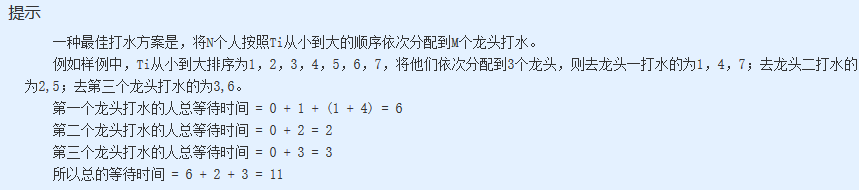 提示
一种最佳打水方案是，将N个人按照Ti从小到大的顺序依次分配到M个龙头打水。
例如样例中，Ti从小到大排序为1，2，3，4，5，6，7，将他们依次分配到3个龙头，则去龙头一打水的为1，4，7；去龙头二打水的
为2,5；去第三个龙头打水的为3,6。
第一个龙头打水的人总等待时间 = 0 + 1 + (1 + 4) = 6
第二个龙头打水的人总等待时间 = 0 + 2 = 2
第三个龙头打水的人总等待时间 = 0 + 3 = 3
所以总的等待时间 = 6 + 2 + 3 = 11